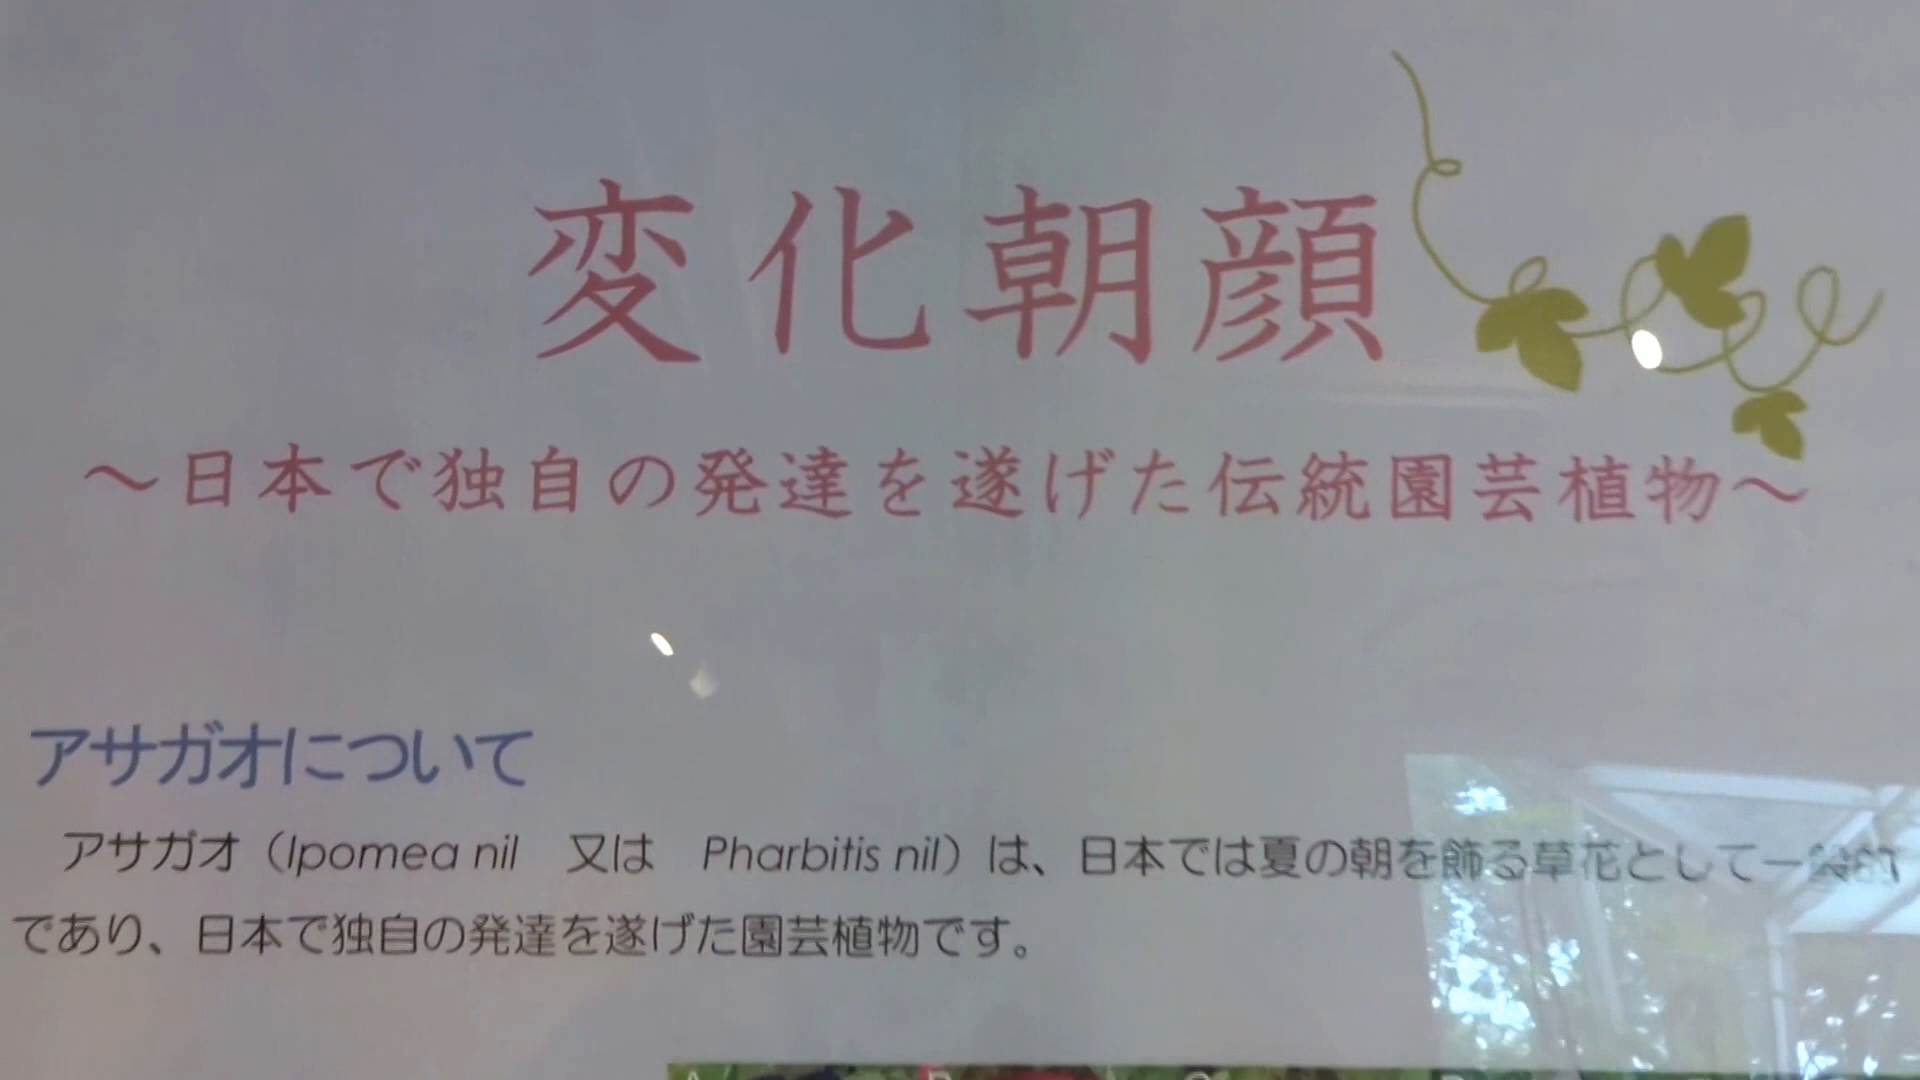 変化朝顔
～日本で独自の発達を遂げた伝統園芸植物～
アサガオについて
アサガオ（Ipomea nil 又は Pharbitis nil）は、日本では夏の朝を飾る草花として一般的
であり、日本で独自の発達を遂げた園芸植物です。